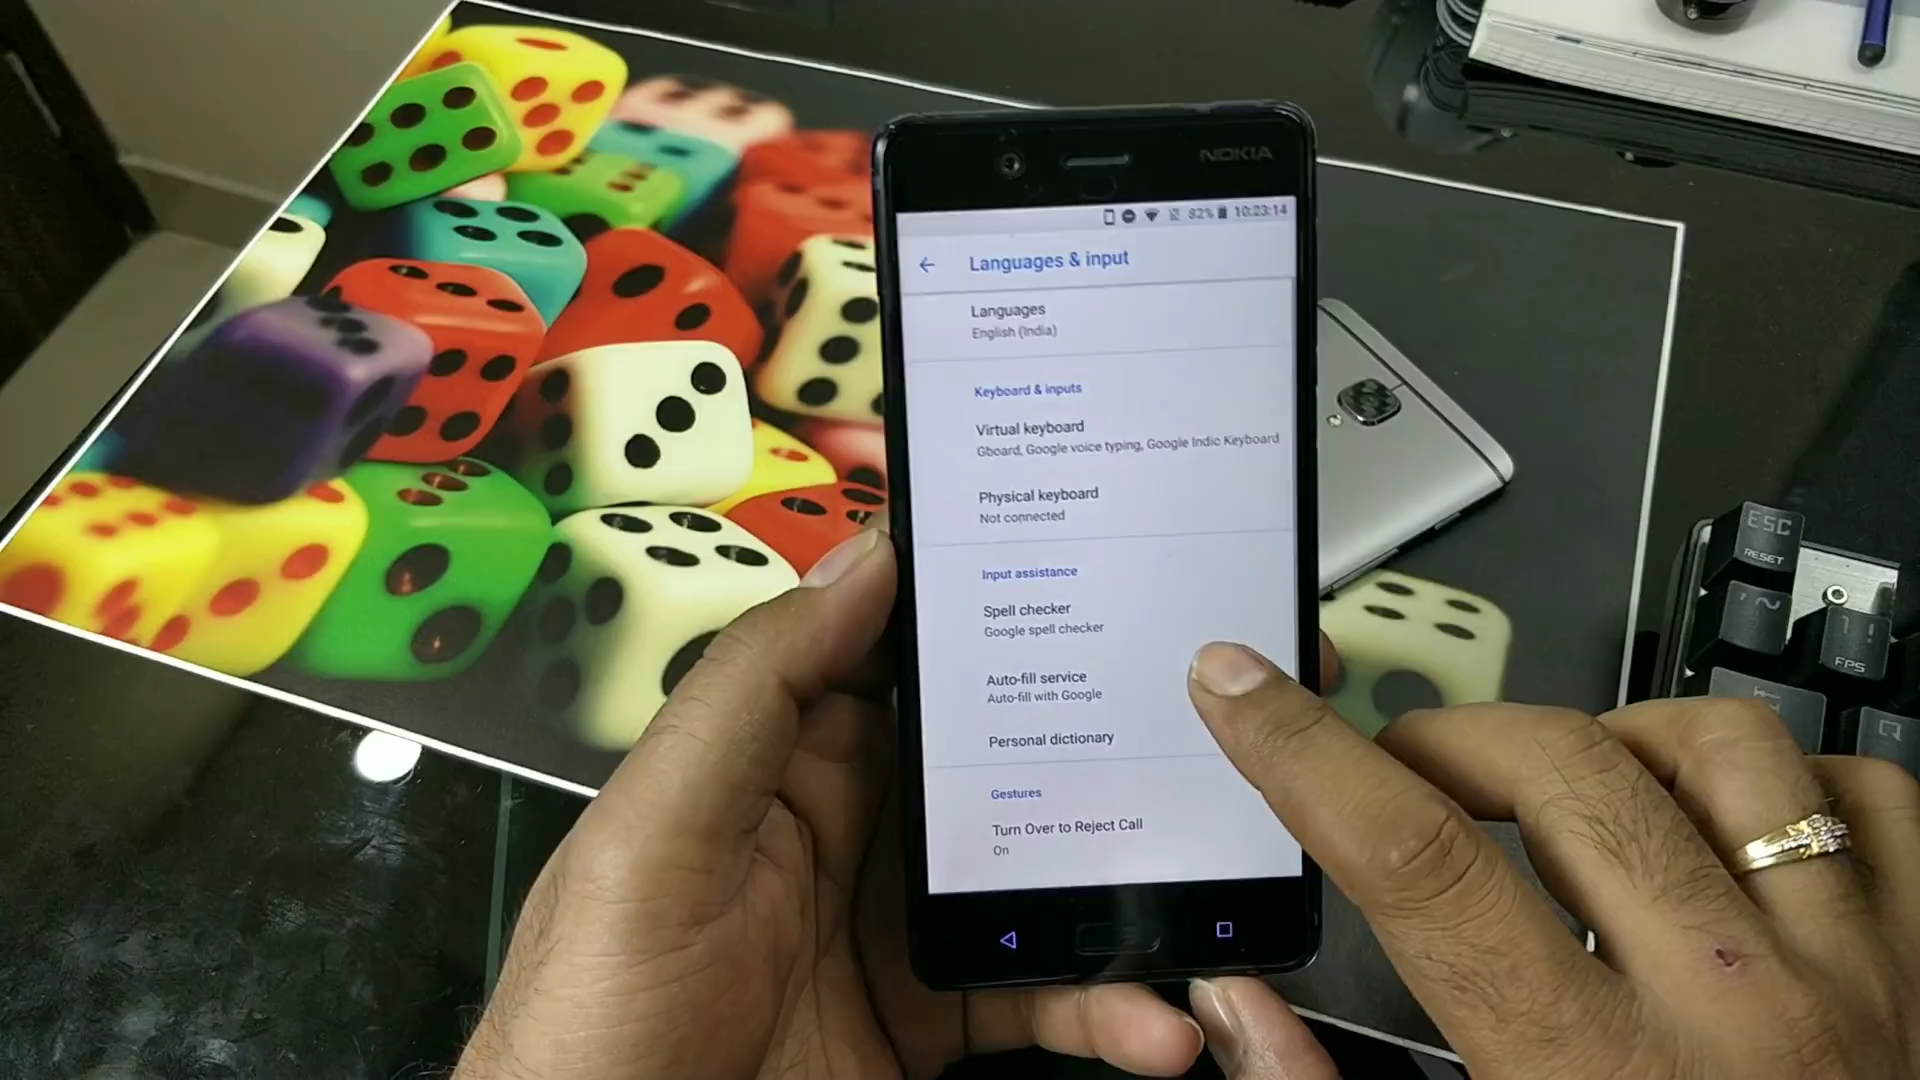 NOKIA
82% 10:23:14
Languages & input
Languages
English (India)
Keyboard & inputs
Virtual keyboard
Gboard, Google voice typing, Google Indic Keyboard
Physical keyboard
Not connected
Input assistance
Spell checker
Google spell checker
Auto-fill service
Auto-fill with Google
Personal dictionary
Gestures
Turn Over to Reject Call
On
ESC
RESET
FPS